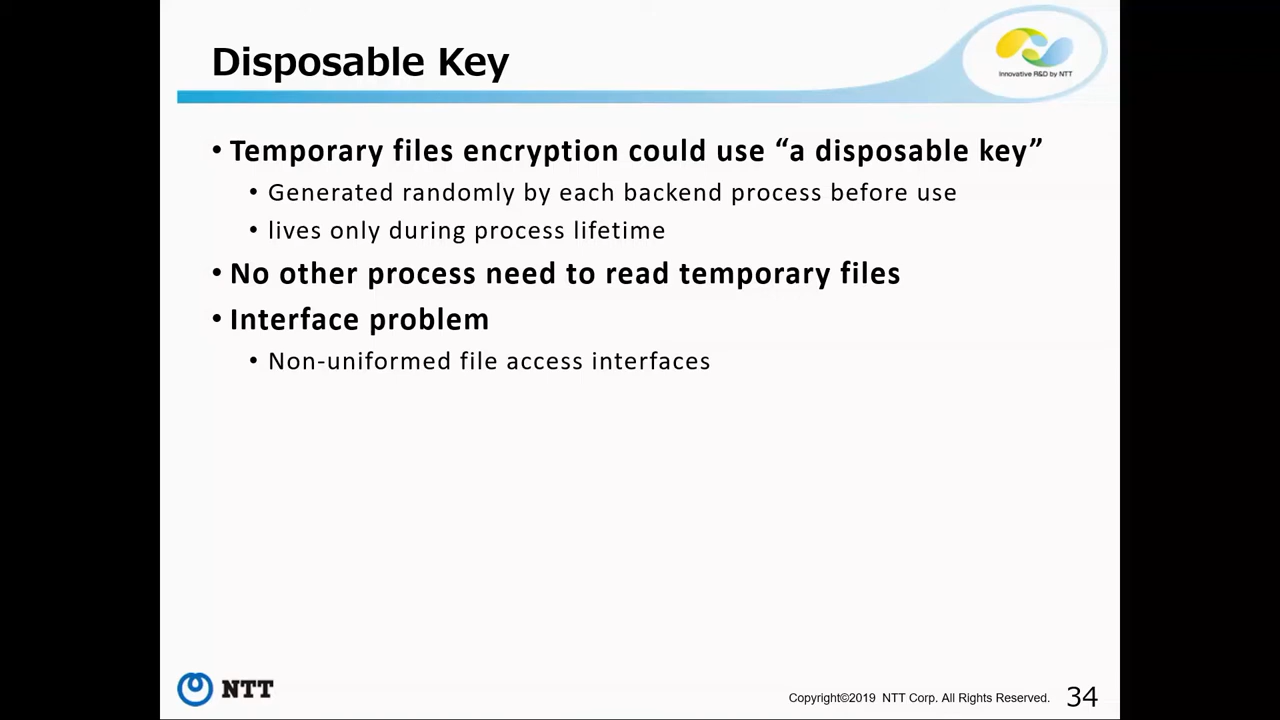 Disposable Key
Innovative R&D by NTT
• Temporary files encryption could use “a disposable key”
• Generated randomly by each backend process before use
• lives only during process lifetime
• No other process need to read temporary files
• Interface problem
• Non-uniformed file access interfaces
NTT
Copyright©2019 NTT Corp. All Rights Reserved.
34